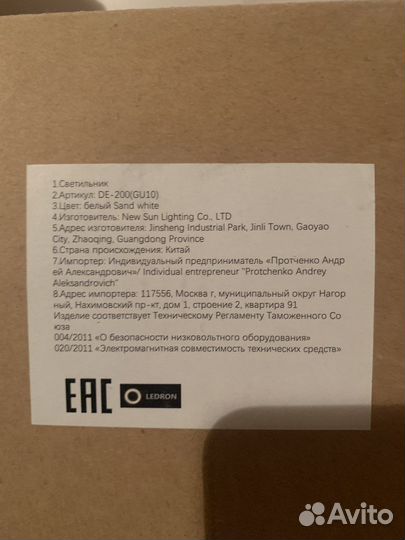 1.Светильник
2.Артикул: DE-200(GU10)
3.Цвет: белый Sand white
4.Изготовитель: New Sun Lighting Co., LTD
5.Адрес изготовителя: Jinsheng Industrial Park, Jinli Town, Gaoyao
City, Zhaoqing, Guangdong Province
6.Страна происхождения: Китай
7.Импортер: Индивидуальный предприниматель «Протченко Андр
ей Александрович»/ Individual entrepreneur "Protchenko Andrey
Aleksandrovich"
8.Адрес импортера: 117556, Москва г, муниципальный округ Нагор
ный, Нахимовский пр-кт, дом 1, строение 2, квартира 91
Изделие соответствует Техническому Регламенту Таможенного Со
юза
004/2011 «О безопасности низковольтного оборудования»
020/2011 «Электромагнитная совместимость технических средств»
EAC LEDRON
Avito